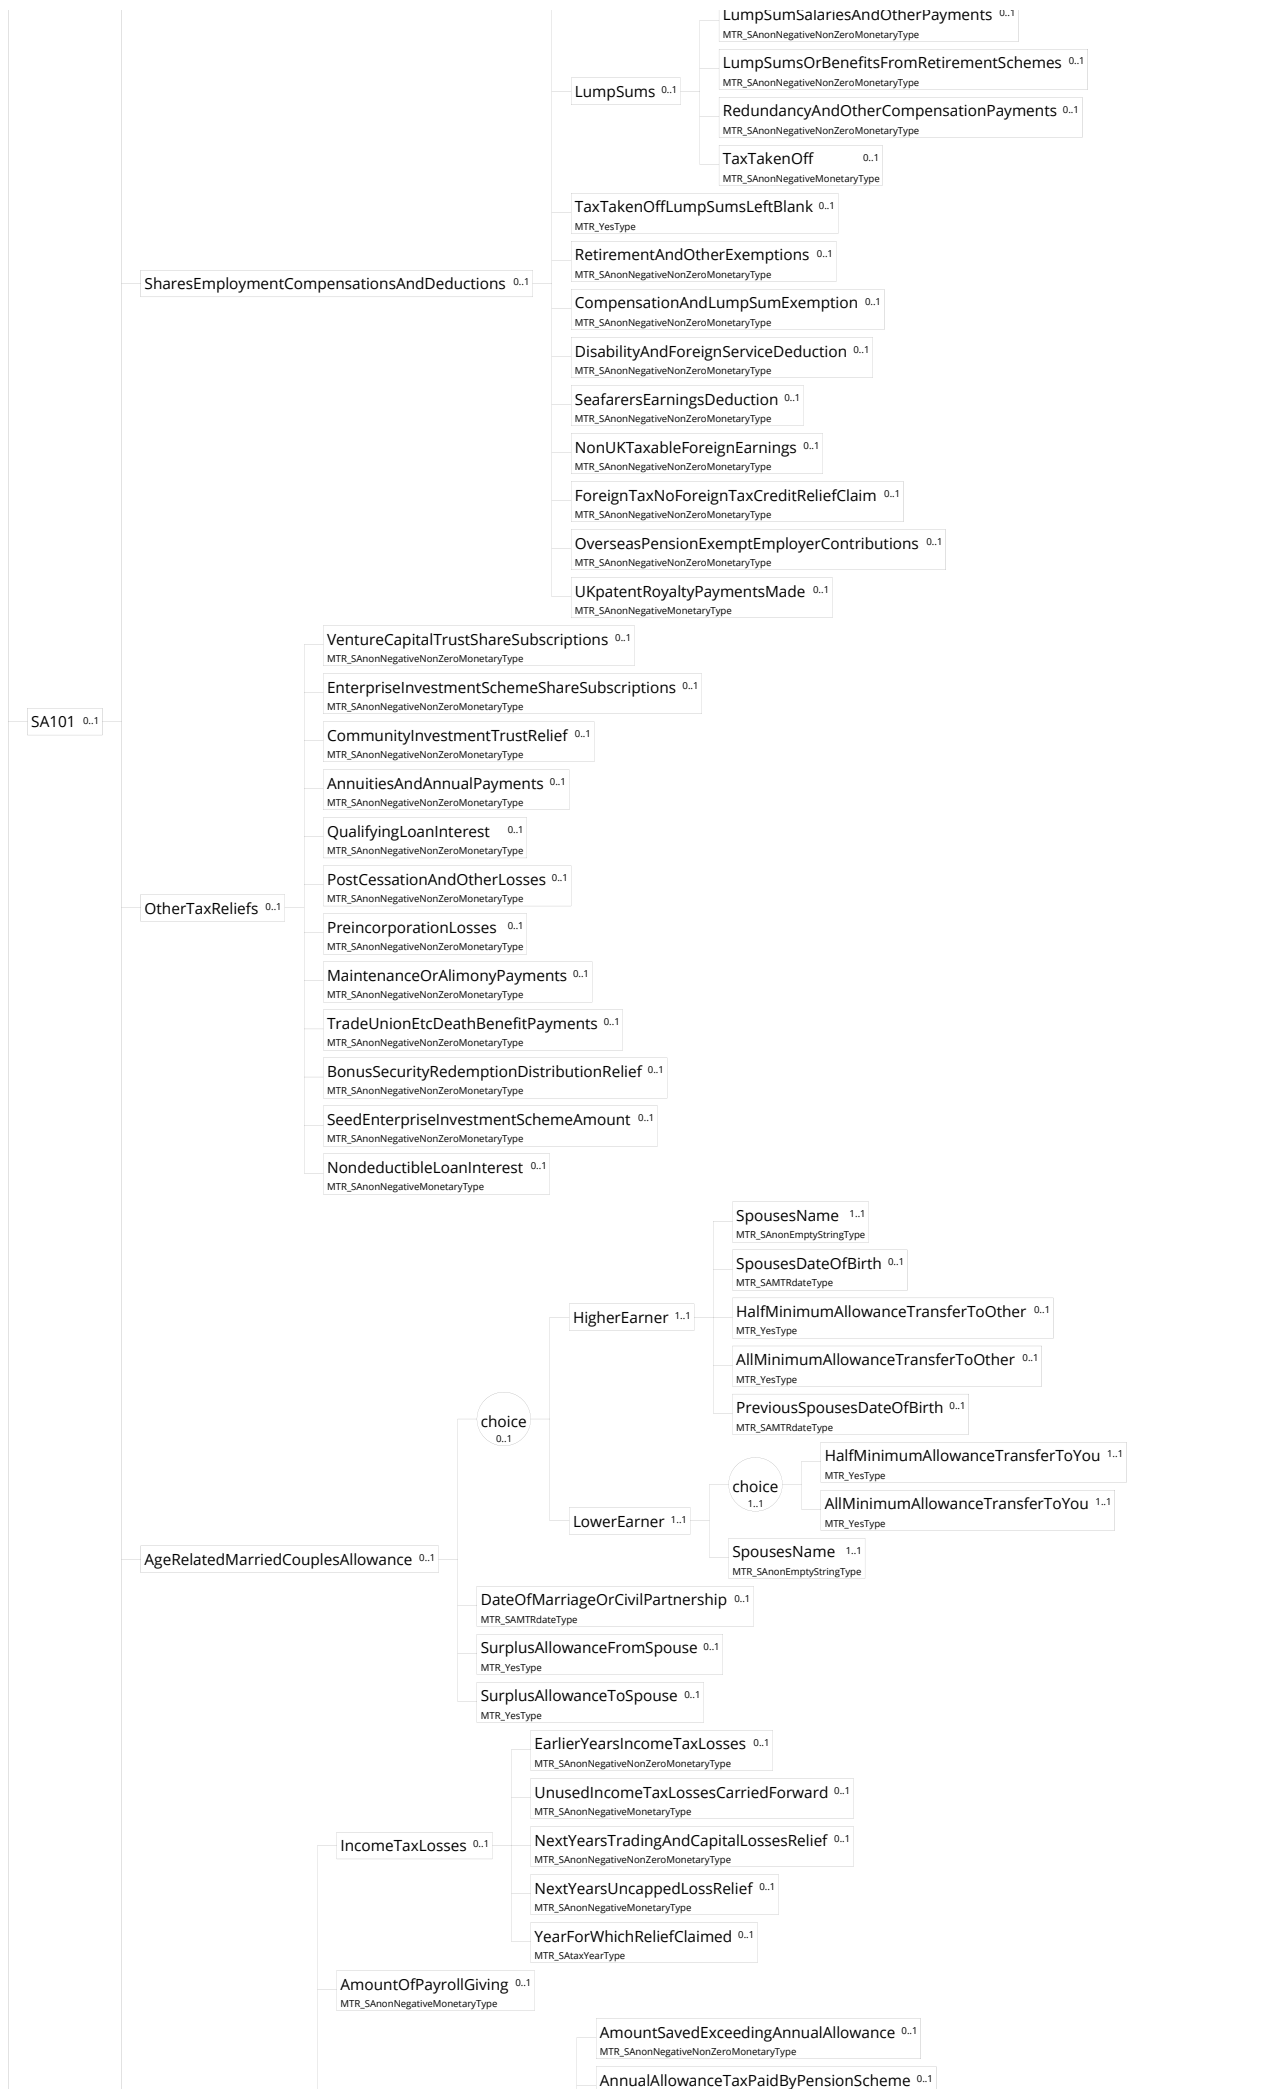 LumpSumSalariesAndOtherPayments 0..1
MTR_SAnonNegativeNonZeroMonetaryType
LumpSumsOrBenefitsFromRetirementSchemes 0..1
MTR_SAnonNegativeNonZeroMonetaryType
LumpSums 0..1
RedundancyAndOtherCompensationPayments 0..1
MTR_SAnonNegativeNonZeroMonetaryType
TaxTakenOff 0..1
MTR_SAnonNegativeMonetaryType
TaxTakenOffLumpSumsLeftBlank 0..1
MTR_YesType
RetirementAndOtherExemptions 0..1
MTR_SAnonNegativeNonZeroMonetaryType
SharesEmploymentCompensationsAndDeductions 0..1
CompensationAndLumpSumExemption 0..1
MTR_SAnonNegativeNonZeroMonetaryType
DisabilityAndForeignServiceDeduction 0..1
MTR_SAnonNegativeNonZeroMonetaryType
SeafarersEarningsDeduction 0..1
MTR_SAnonNegativeNonZeroMonetaryType
NonUKTaxableForeignEarnings 0..1
MTR_SAnonNegativeNonZeroMonetaryType
ForeignTaxNoForeignTaxCreditReliefClaim 0..1
MTR_SAnonNegativeNonZeroMonetaryType
OverseasPensionExemptEmployerContributions 0..1
MTR_SAnonNegativeNonZeroMonetaryType
UKpatentRoyaltyPaymentsMade 0..1
MTR_SAnonNegativeMonetaryType
VentureCapitalTrustShareSubscriptions 0..1
MTR_SAnonNegativeNonZeroMonetaryType
EnterpriseInvestmentSchemeShareSubscriptions 0..1
MTR_SAnonNegativeNonZeroMonetaryType
SA101 0..1
CommunityInvestmentTrustRelief 0..1
MTR_SAnonNegativeNonZeroMonetaryType
AnnuitiesAndAnnualPayments 0..1
MTR_SAnonNegativeNonZeroMonetaryType
QualifyingLoanInterest 0..1
MTR_SAnonNegativeNonZeroMonetaryType
PostCessationAndOtherLosses 0..1
MTR_SAnonNegativeNonZeroMonetaryType
OtherTaxReliefs 0..1
PreincorporationLosses 0..1
MTR_SAnonNegativeNonZeroMonetaryType
MaintenanceOrAlimonyPayments 0..1
MTR_SAnonNegativeNonZeroMonetaryType
TradeUnionEtcDeathBenefitPayments 0..1
MTR_SAnonNegativeNonZeroMonetaryType
BonusSecurityRedemptionDistributionRelief 0..1
MTR_SAnonNegativeNonZeroMonetaryType
SeedEnterpriseInvestmentSchemeAmount 0..1
MTR_SAnonNegativeNonZeroMonetaryType
NondeductibleLoanInterest 0..1
MTR_SAnonNegativeMonetaryType
SpousesName 1..1
MTR_SAnonEmptyStringType
SpousesDateOfBirth 0..1
MTR_SAMTRdateType
HigherEarner 1..1
HalfMinimumAllowanceTransferToOther 0..1
MTR_YesType
AllMinimumAllowanceTransferToOther 0..1
MTR_YesType
PreviousSpousesDateOfBirth 0..1
MTR_SAMTRdateType
choice
0..1
HalfMinimumAllowanceTransferToYou 1..1
MTR_YesType
choice
1..1
AllMinimumAllowanceTransferToYou 1..1
MTR_YesType
LowerEarner 1..1
SpousesName 1..1
MTR_SAnonEmptyStringType
AgeRelatedMarriedCouplesAllowance 0..1
DateOfMarriageOrCivilPartnership 0..1
MTR_SAMTRdateType
SurplusAllowanceFromSpouse 0..1
MTR_YesType
SurplusAllowanceToSpouse 0..1
MTR_YesType
EarlierYearsIncomeTaxLosses 0..1
MTR_SAnonNegativeNonZeroMonetaryType
UnusedIncomeTaxLossesCarriedForward 0..1
MTR_SAnonNegativeMonetaryType
IncomeTaxLosses 0..1
NextYearsTradingAndCapitalLossesRelief 0..1
MTR_SAnonNegativeNonZeroMonetaryType
NextYearsUncappedLossRelief 0..1
MTR_SAnonNegativeMonetaryType
YearForWhichReliefClaimed 0..1
MTR_SAtaxYearType
AmountOfPayrollGiving 0..1
MTR_SAnonNegativeMonetaryType
AmountSavedExceedingAnnualAllowance 0..1
MTR_SAnonNegativeNonZeroMonetaryType
AnnualAllowanceTaxPaidByPensionScheme 0..1